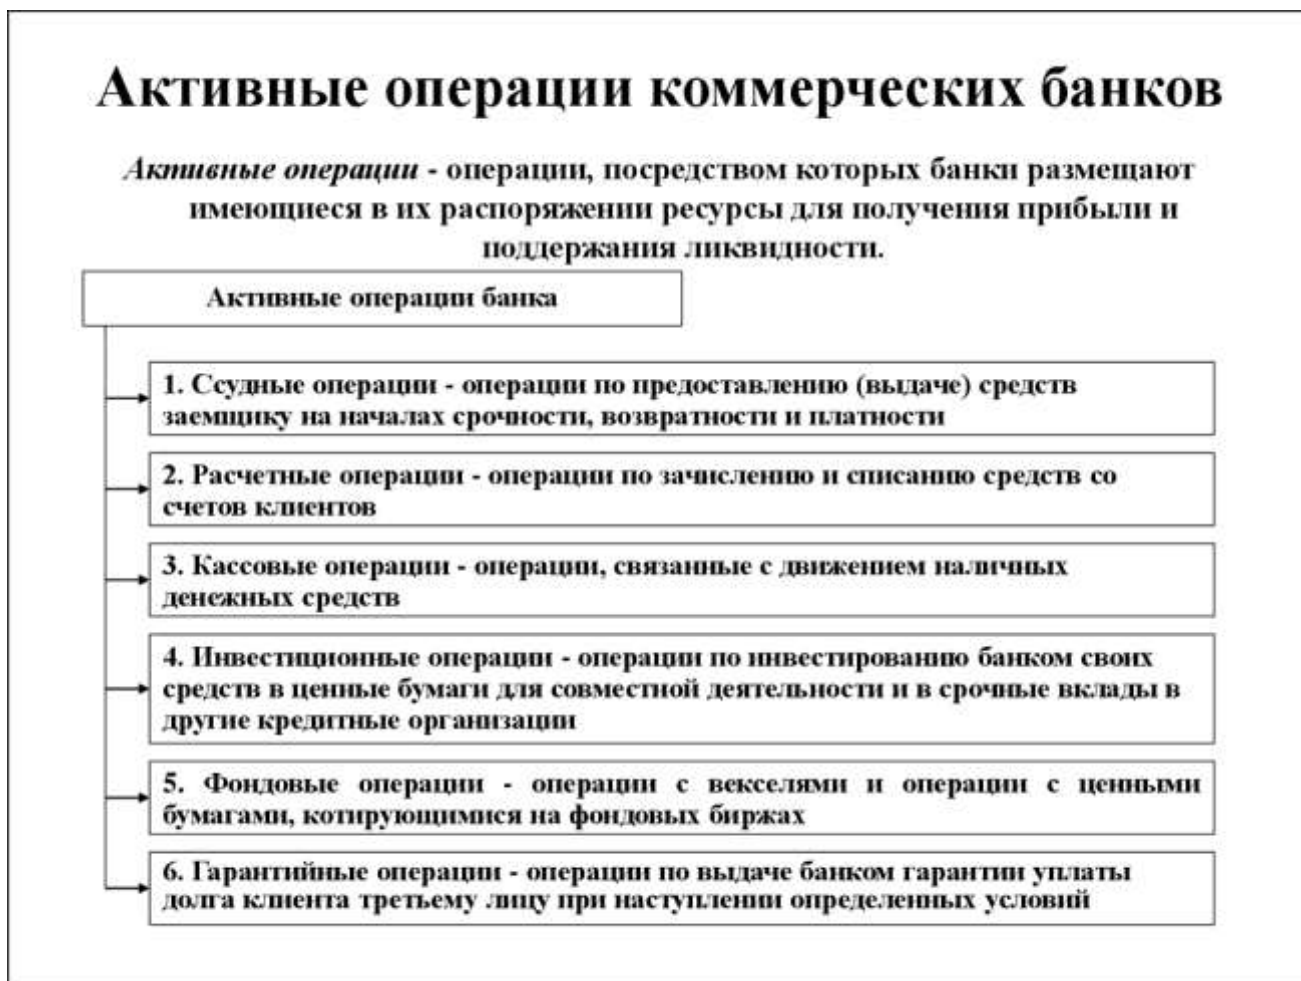 Активные операции коммерческих банков
Активные операции - операции, посредством которых банки размещают
имеющиеся в их распоряжении ресурсы для получения прибыли и
поддержания ликвидности.
Активные операции банка
1. Ссудные операции - операции по предоставлению (выдаче) средств
заемщику на началах срочности, возвратности и платности
2. Расчетные операции - операции по зачислению и списанию средств со
счетов клиентов
3. Кассовые операции - операции, связанные с движением наличных
денежных средств
4. Инвестиционные операции - операции по инвестированию банком своих
средств в ценные бумаги для совместной деятельности и в срочные вклады в
другие кредитные организации
5. Фондовые операции - операции с векселями и операции с ценными
бумагами, котирующимися на фондовых биржах
6. Гарантийные операции - операции по выдаче банком гарантии уплаты
долга клиента третьему лицу при наступлении определенных условий